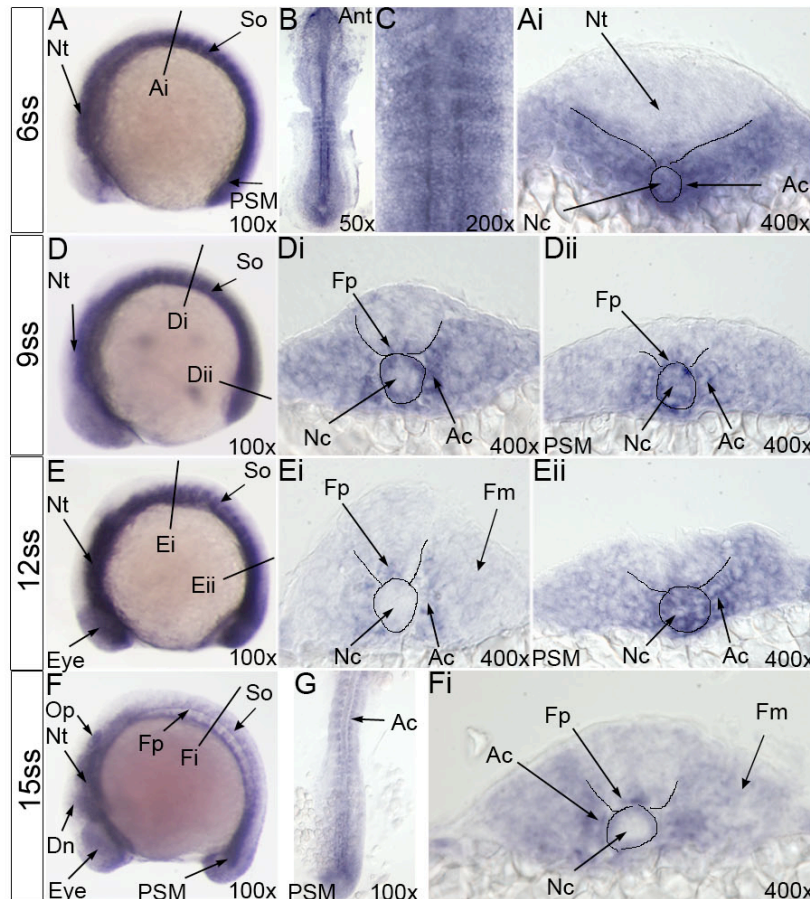 6ss
A
So
Nt
Ai
PSM
100x
B
Ant
50x
C
200x
Ai
Nt
Nc
Ac
400x
9ss
D
So
Nt
Di
Dii
100x
Di
Fp
Nc
Ac
400x
Dii
Fp
PSM
Nc
Ac
400x
12ss
E
So
Nt
Ei
Eii
Eye
100x
Ei
Fp
Fm
Nc
Ac
400x
Eii
PSM
Nc
Ac
400x
15ss
F
So
Op
Nt
Fp
Fi
Dn
Eye
PSM
100x
G
Ac
PSM
100x
Fi
Fp
Fm
Ac
Nc
400x